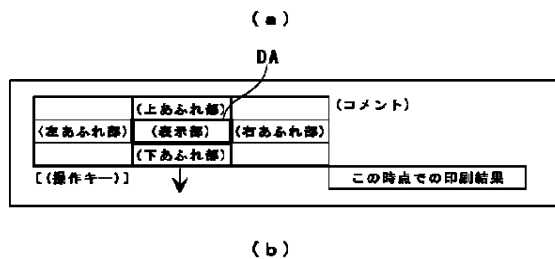 (a)
DA
(上あふれ部)
(コメント)
(左あふれ部) (表示部) (右あふれ部)
(下あふれ部)
[(操作キー)]
この時点での印刷結果
(b)